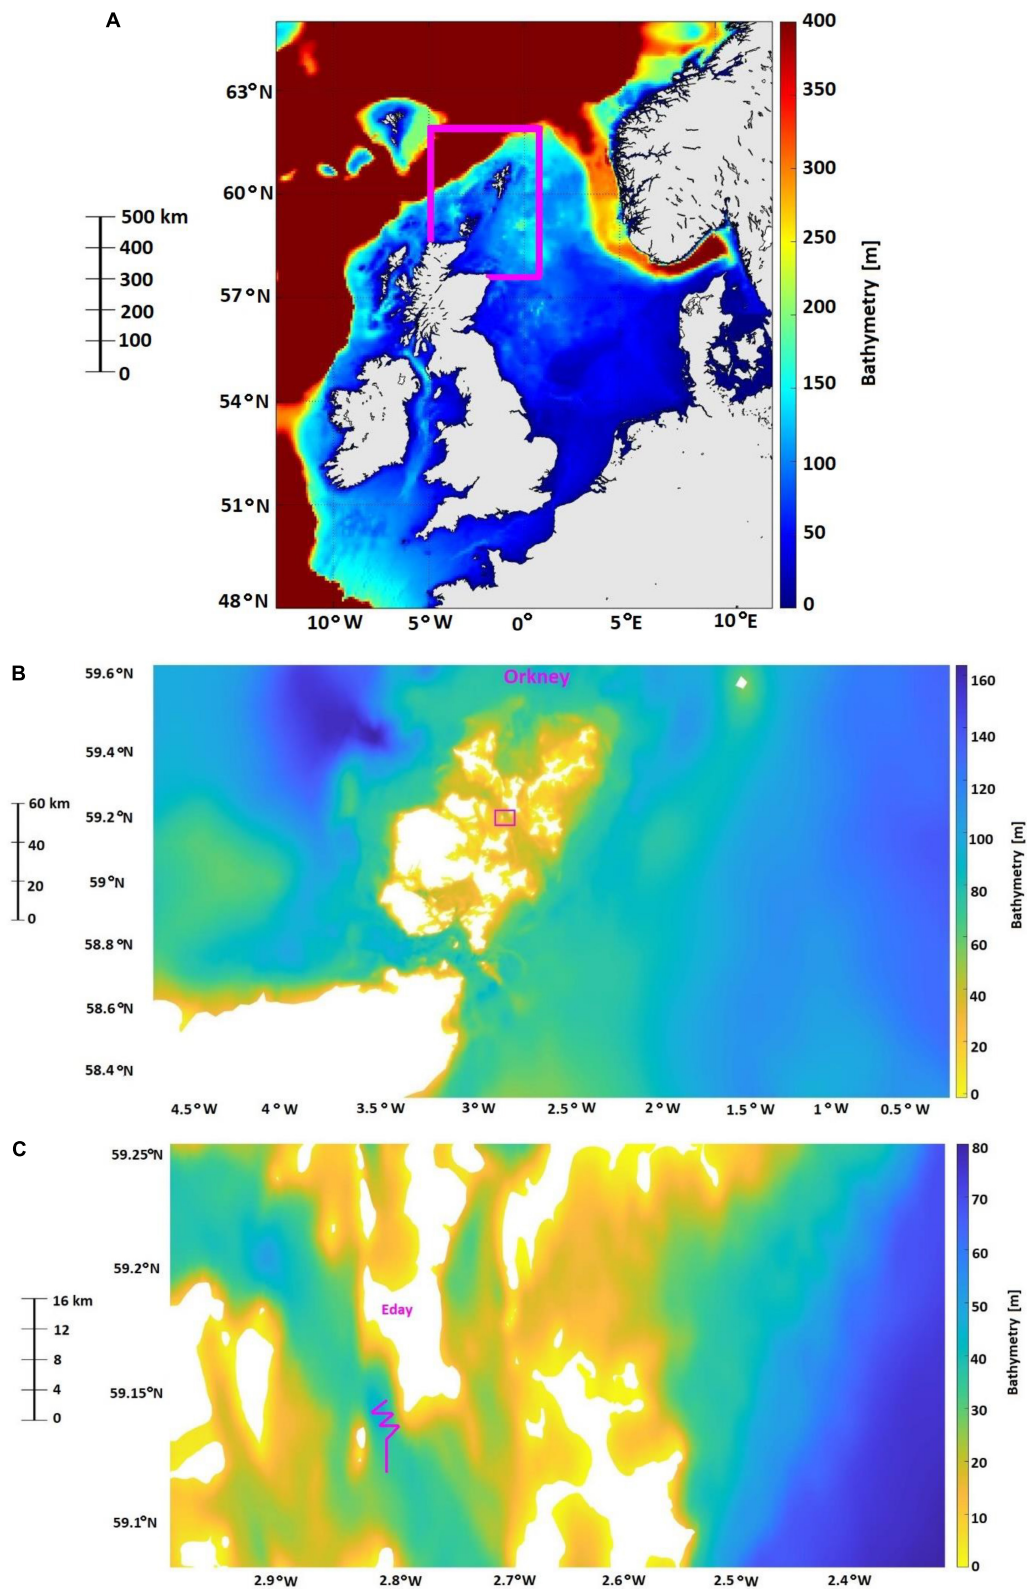 A
63°N
60°N
57°N
54°N
51°N
48°N
500 km
400
300
200
100
0
10°W 5°W 0° 5°E 10°E
400
350
300
250
200
150
100
50
0
Bathymetry [m]
B
Orkney
59.6°N
59.4°N
59.2°N
59°N
58.8°N
58.6°N
58.4°N
60 km
40
20
0
4.5°W 4°W 3.5°W 3°W 2.5°W 2°W 1.5°W 1°W 0.5°W
160
140
120
100
80
60
40
20
0
Bathymetry [m]
C
59.25°N
59.2°N
59.15°N
59.1°N
16 km
12
8
4
0
Eday
2.9°W 2.8°W 2.7°W 2.6°W 2.5°W 2.4°W
80
70
60
50
40
30
20
10
0
Bathymetry [m]